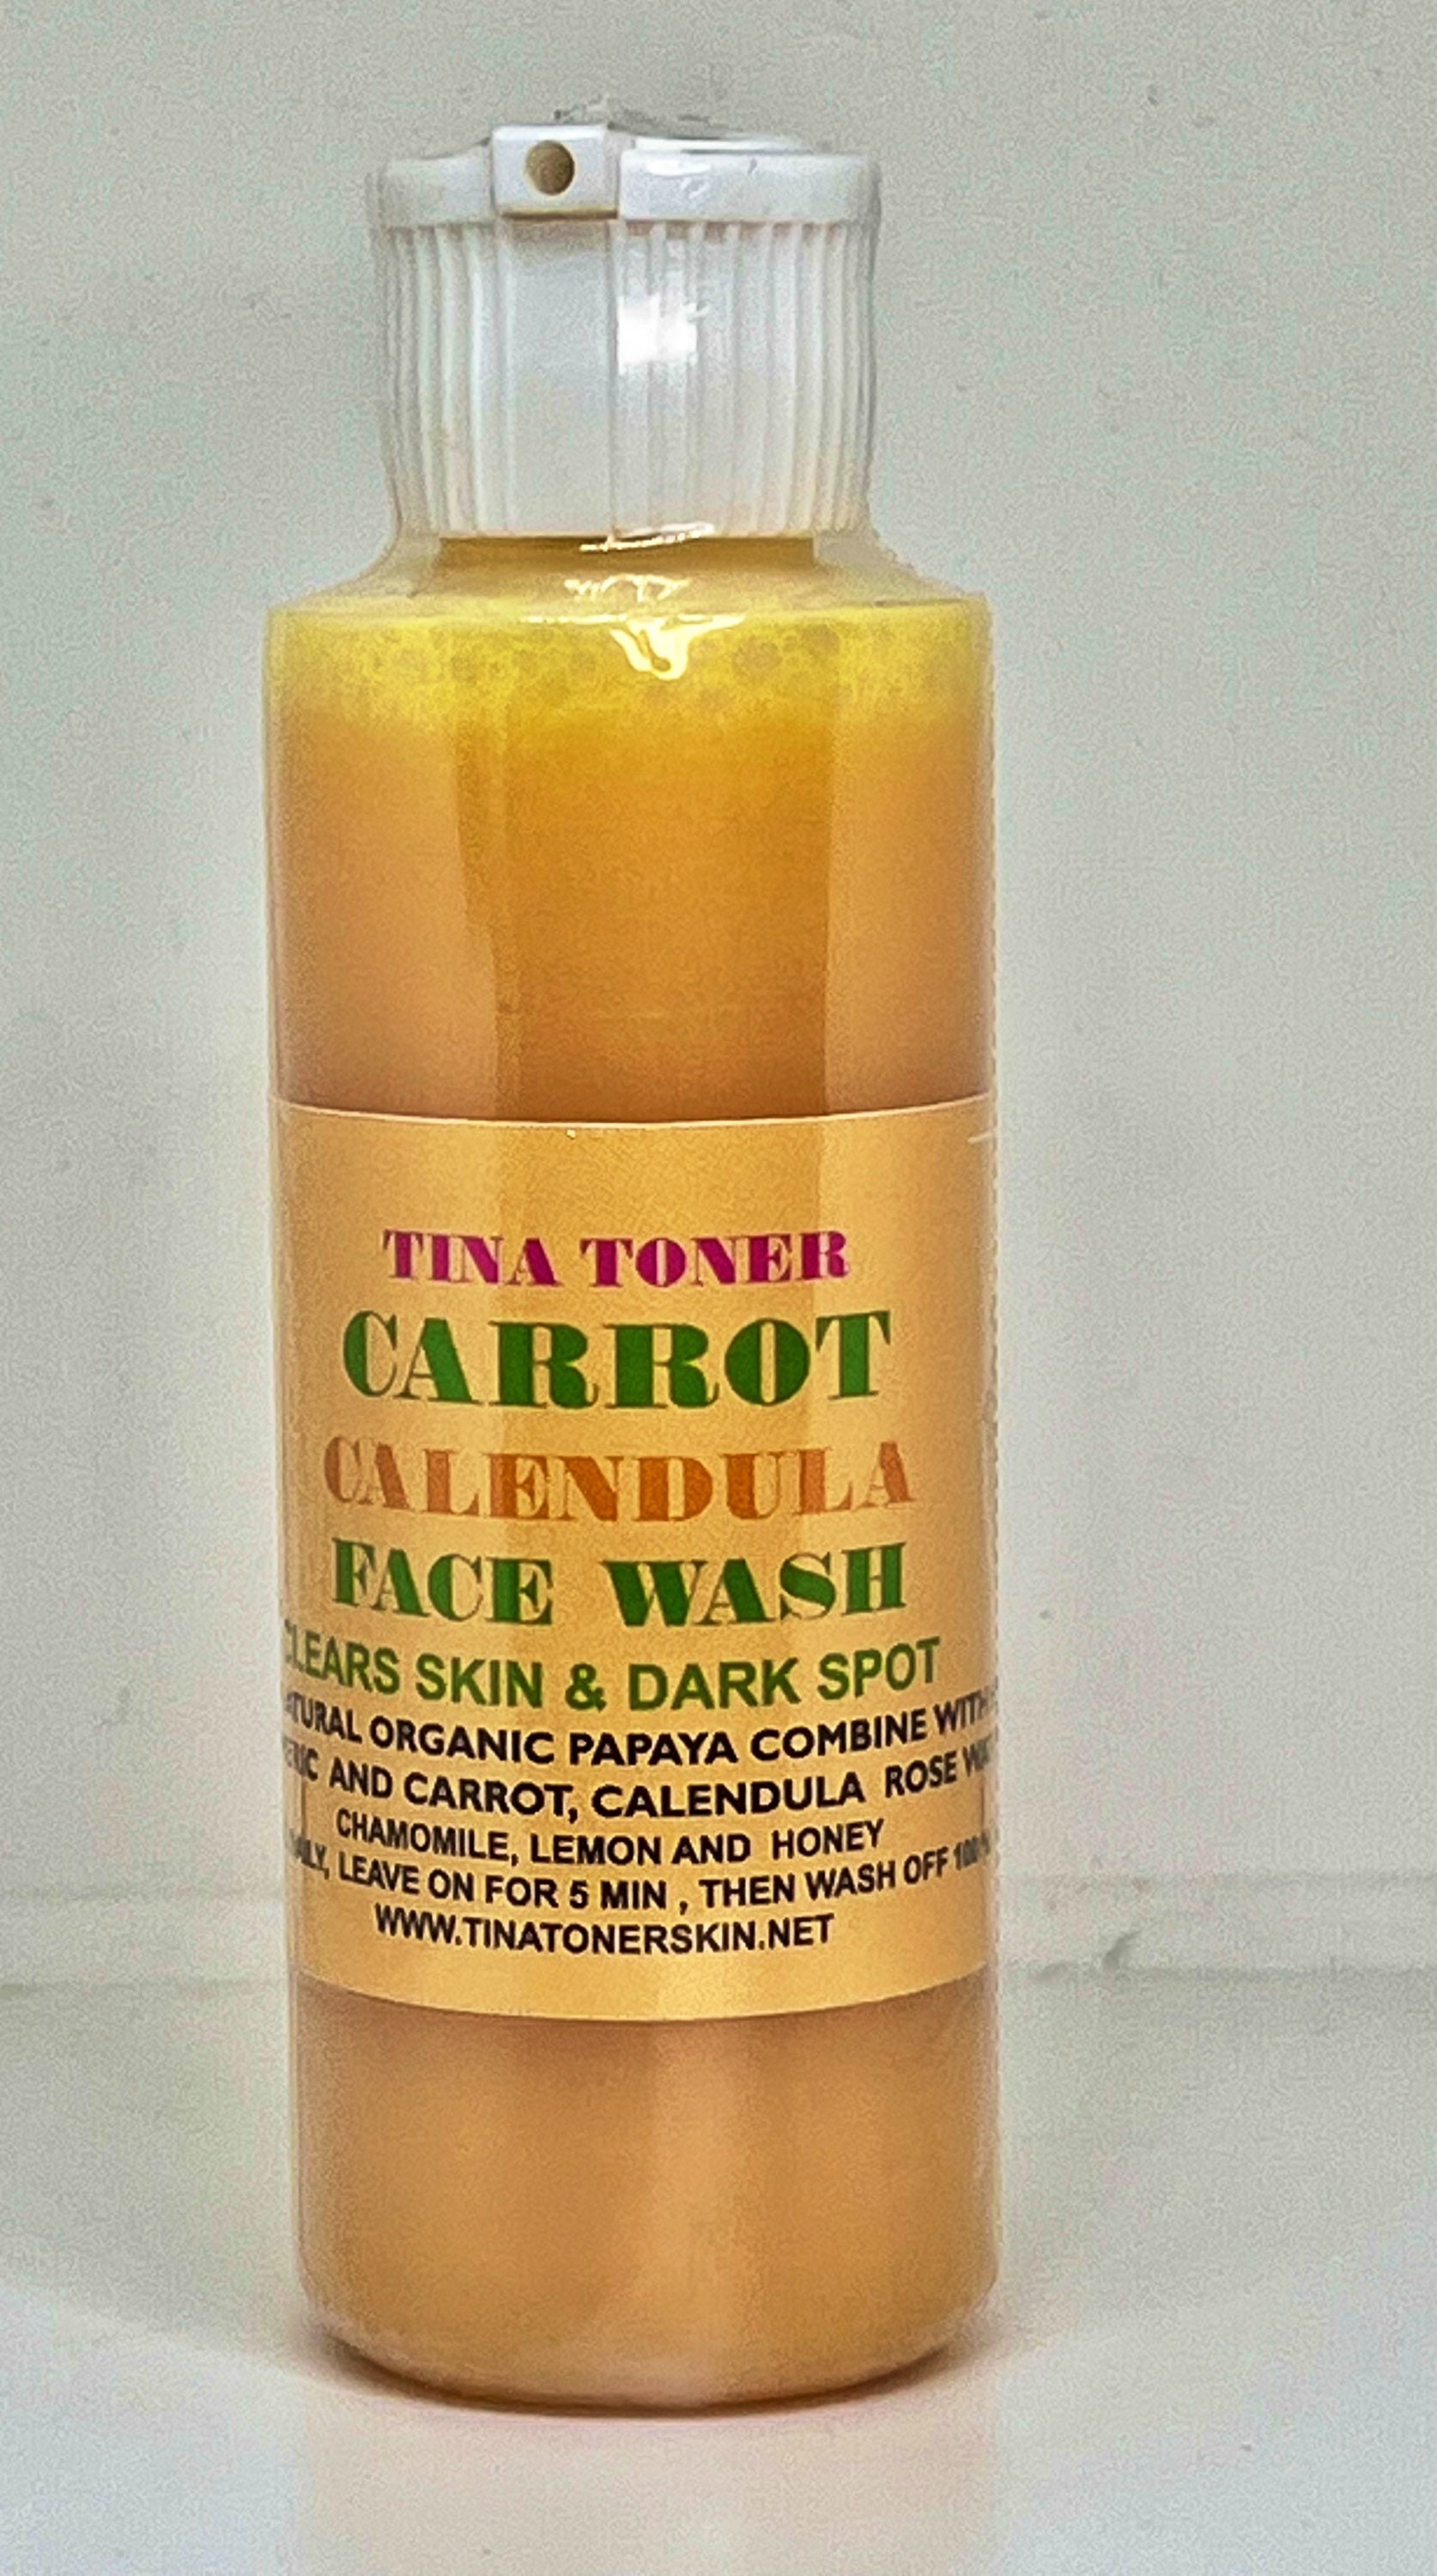 TINA TONER
CARROT
CALENDULA
FACE WASH
CLEARS SKIN & DARK SPOT
ORGANIC PAPAYA COMBINE WITH
AND CARROT, CALENDULA ROSE
CHAMOMILE, LEMON AND HONEY
LEAVE ON FOR 5 MIN , THEN WASH OFF
WWW.TINATONERSKIN.NET